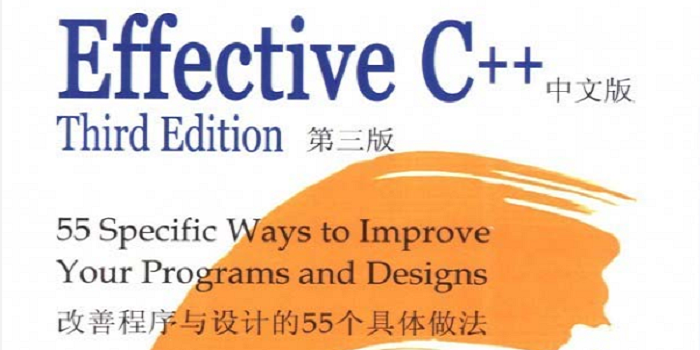 Effective C++ 中文版
Third Edition 第三版
55 Specific Ways to Improve
Your Programs and Designs
改善程序与设计的55个具体做法